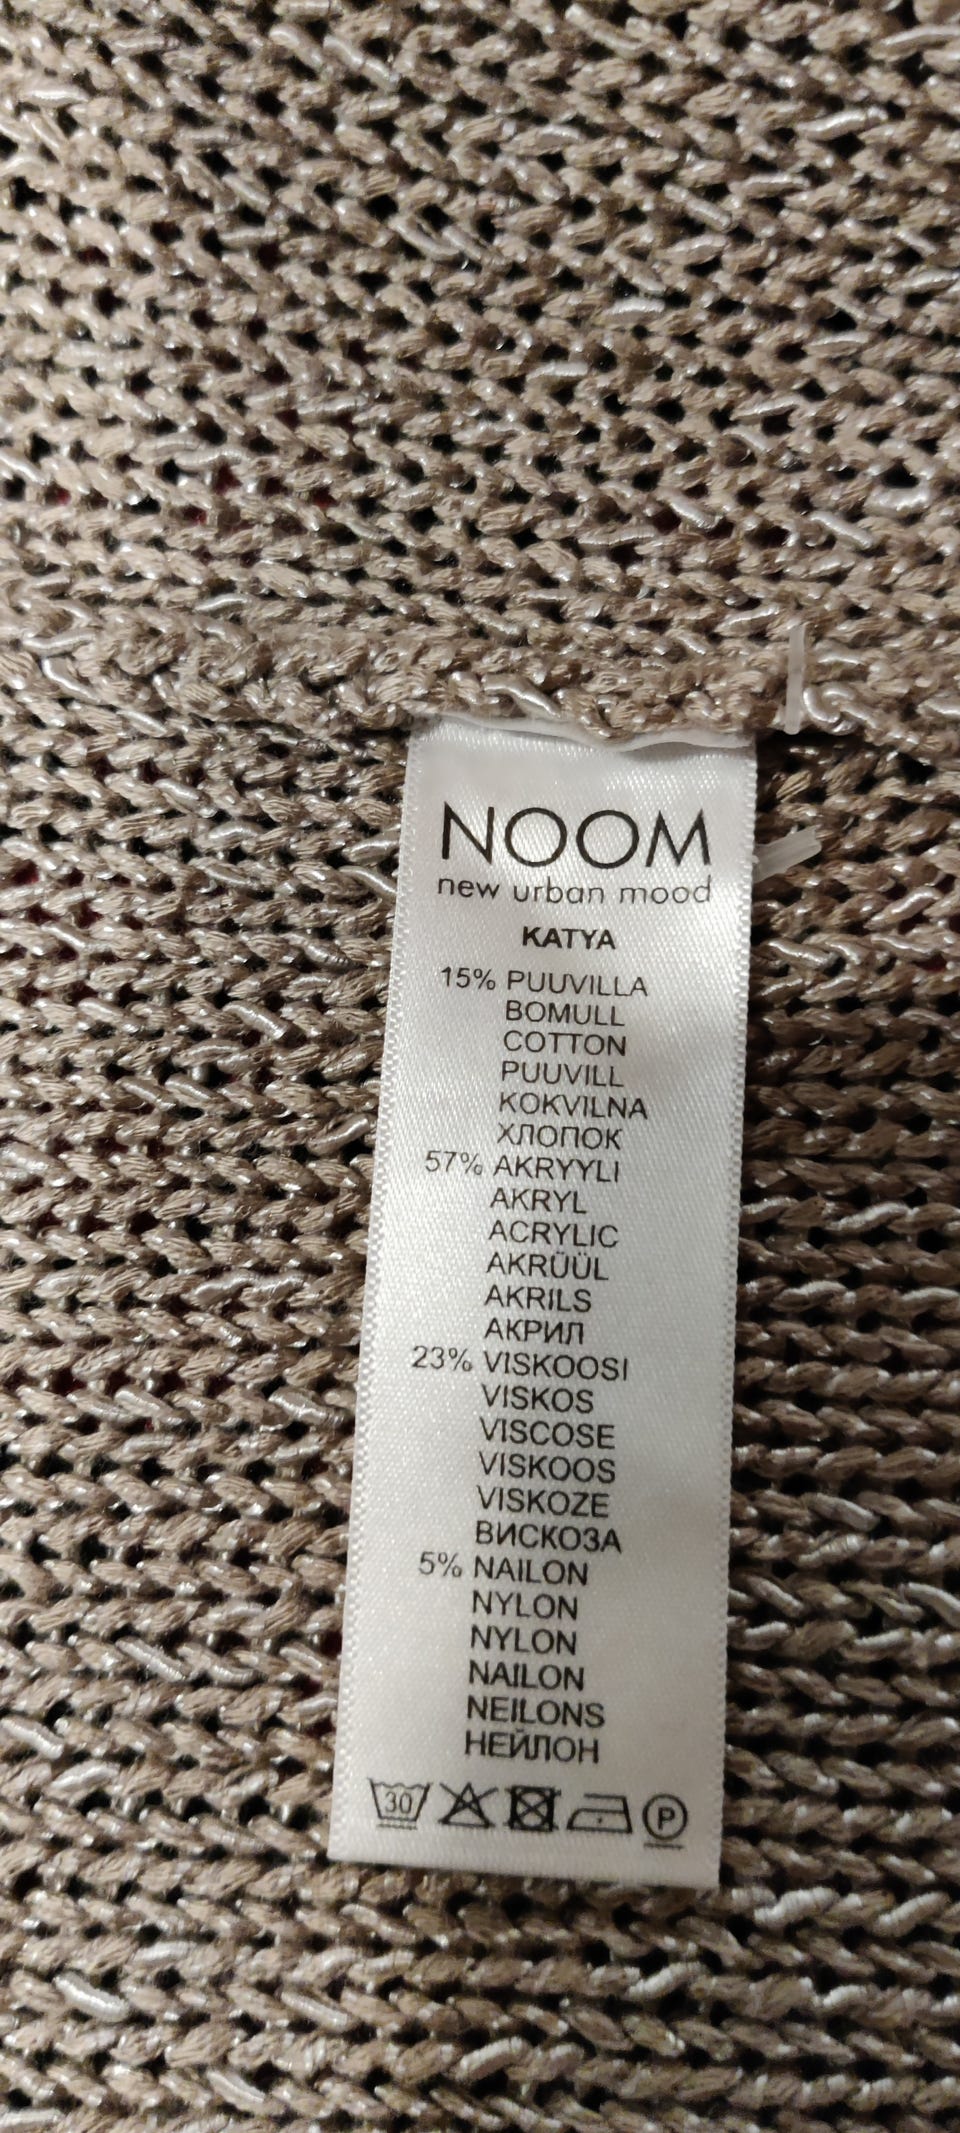 NOOM
new urban mood
KATYA
15% PUUVILLA
BOMULL
COTTON
PUUVILL
KOKVILNA
ХЛОПОК
57% AKRYYLI
AKRYL
ACRYLIC
AKRÜÜL
AKRILS
АКРИЛ
23% VISKOOSI
VISKOS
VISCOSE
VISKOOS
VISKOZE
ВИСКОЗА
5% NAILON
NYLON
NYLON
NAILON
NEILONS
НЕЙЛОН
30 P